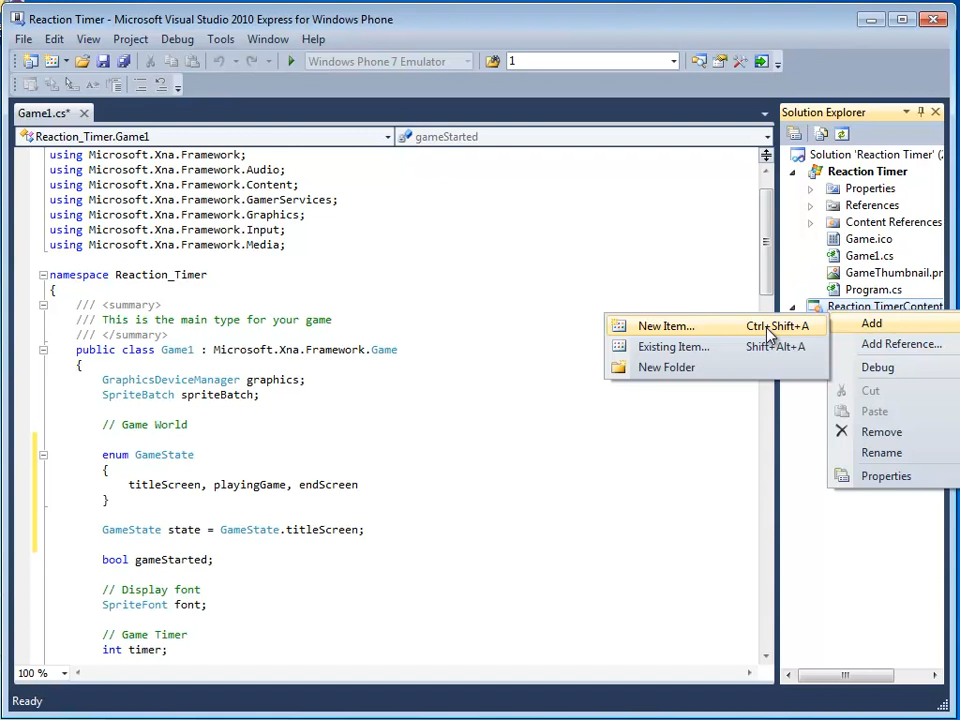 Reaction Timer - Microsoft Visual Studio 2010 Express for Windows Phone
File Edit View Project Debug Tools Window Help
Windows Phone 7 Emulator 1
Game1.cs*
Solution Explorer
Reaction_Timer.Game1 gameStarted
using Microsoft.Xna.Framework;
using Microsoft.Xna.Framework.Audio;
using Microsoft.Xna.Framework.Content;
using Microsoft.Xna.Framework.GamerServices;
using Microsoft.Xna.Framework.Graphics;
using Microsoft.Xna.Framework.Input;
using Microsoft.Xna.Framework.Media;
namespace Reaction_Timer
{
/// <summary>
/// This is the main type for your game
/// </summary>
public class Game1 : Microsoft.Xna.Framework.Game
{
GraphicsDeviceManager graphics;
SpriteBatch spriteBatch;
// Game World
enum GameState
{
titleScreen, playingGame, endScreen
}
GameState state = GameState.titleScreen;
bool gameStarted;
// Display font
SpriteFont font;
// Game Timer
int timer;
100 %
Ready
Solution 'Reaction Timer' (
Reaction Timer
Properties
References
Content References
Game.ico
Game1.cs
GameThumbnail.pr
Program.cs
Reaction TimerContent
New Item... Ctrl+Shift+A
Existing Item... Shift+Alt+A
New Folder
Add
Add Reference...
Debug
Cut
Paste
Remove
Rename
Properties